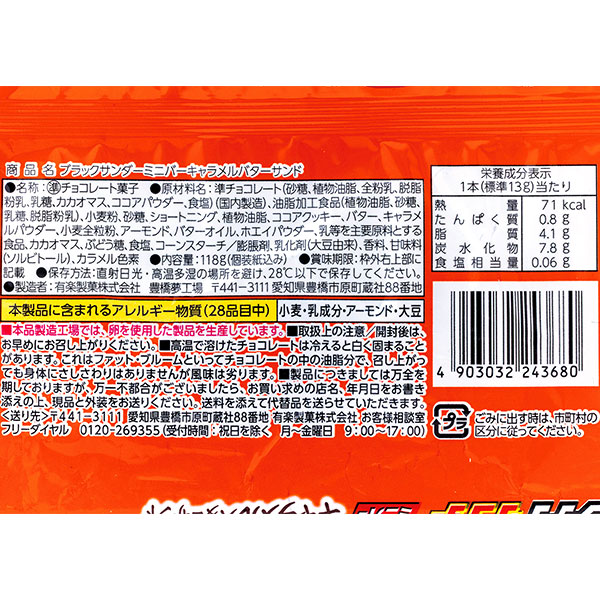 商品名 ブラックサンダーミニバーキャラメルバターサンド
●名称:準チョコレート菓子 ●原材料名:準チョコレート(砂糖、植物油脂、全粉乳、脱脂
粉乳、乳糖、カカオマス、ココアパウダー、食塩)(国内製造)、油脂加工食品(植物油脂、砂糖、
乳糖、脱脂粉乳)、小麦粉、砂糖、ショートニング、植物油脂、ココアクッキー、バター、キャラメ
ルパウダー、小麦全粒粉、アーモンド、バターオイル、ホエイパウダー、乳等を主要原料とする
食品、カカオマス、ぶどう糖、食塩、コーンスターチ/膨脹剤、乳化剤(大豆由来)、香料、甘味料
(ソルビトール)、カラメル色素 ●内容量:118g(個装紙込み) ●賞味期限:枠外右上部に
記載 ●保存方法:直射日光・高温多湿の場所を避け、28℃以下で保存してください。
●製造者:有楽製菓株式会社 豊橋夢工場 〒441-3111 愛知県豊橋市原町蔵社88番地
本製品に含まれるアレルギー物質(28品目中) 小麦・乳成分・アーモンド・大豆
■本品製造工場では、卵を使用した製品を生産しています。■取扱上の注意/開封後は、
お早めにお召し上がりください。■高温で溶けたチョコレートは冷えると白く固まること
があります。これはファット・ブルームといってチョコレートの中の油脂分で、召し上がっ
ても身体にさしさわりはありませんが風味は劣ります。■製品につきましては万全を
期しておりますが、万一不都合がございましたら、お買い求めの店名、年月日をお書き
添えの上、現品と外装をお送りください。送料を添えて代替品を送らせていただきます。
<送り先>〒441-3111 愛知県豊橋市原町蔵社88番地 有楽製菓株式会社 お客様相談室
フリーダイヤル 0120-269355(受付時間:祝日を除く 月〜金曜日 9:00〜17:00)
栄養成分表示
1本(標準13g)当たり
熱量 71kcal
たんぱく質 0.8g
脂質 4.1g
炭水化物 7.8g
食塩相当量 0.06g
4 903032 243680
プラ
ごみに出す時は、市町村の
区分に従ってください。